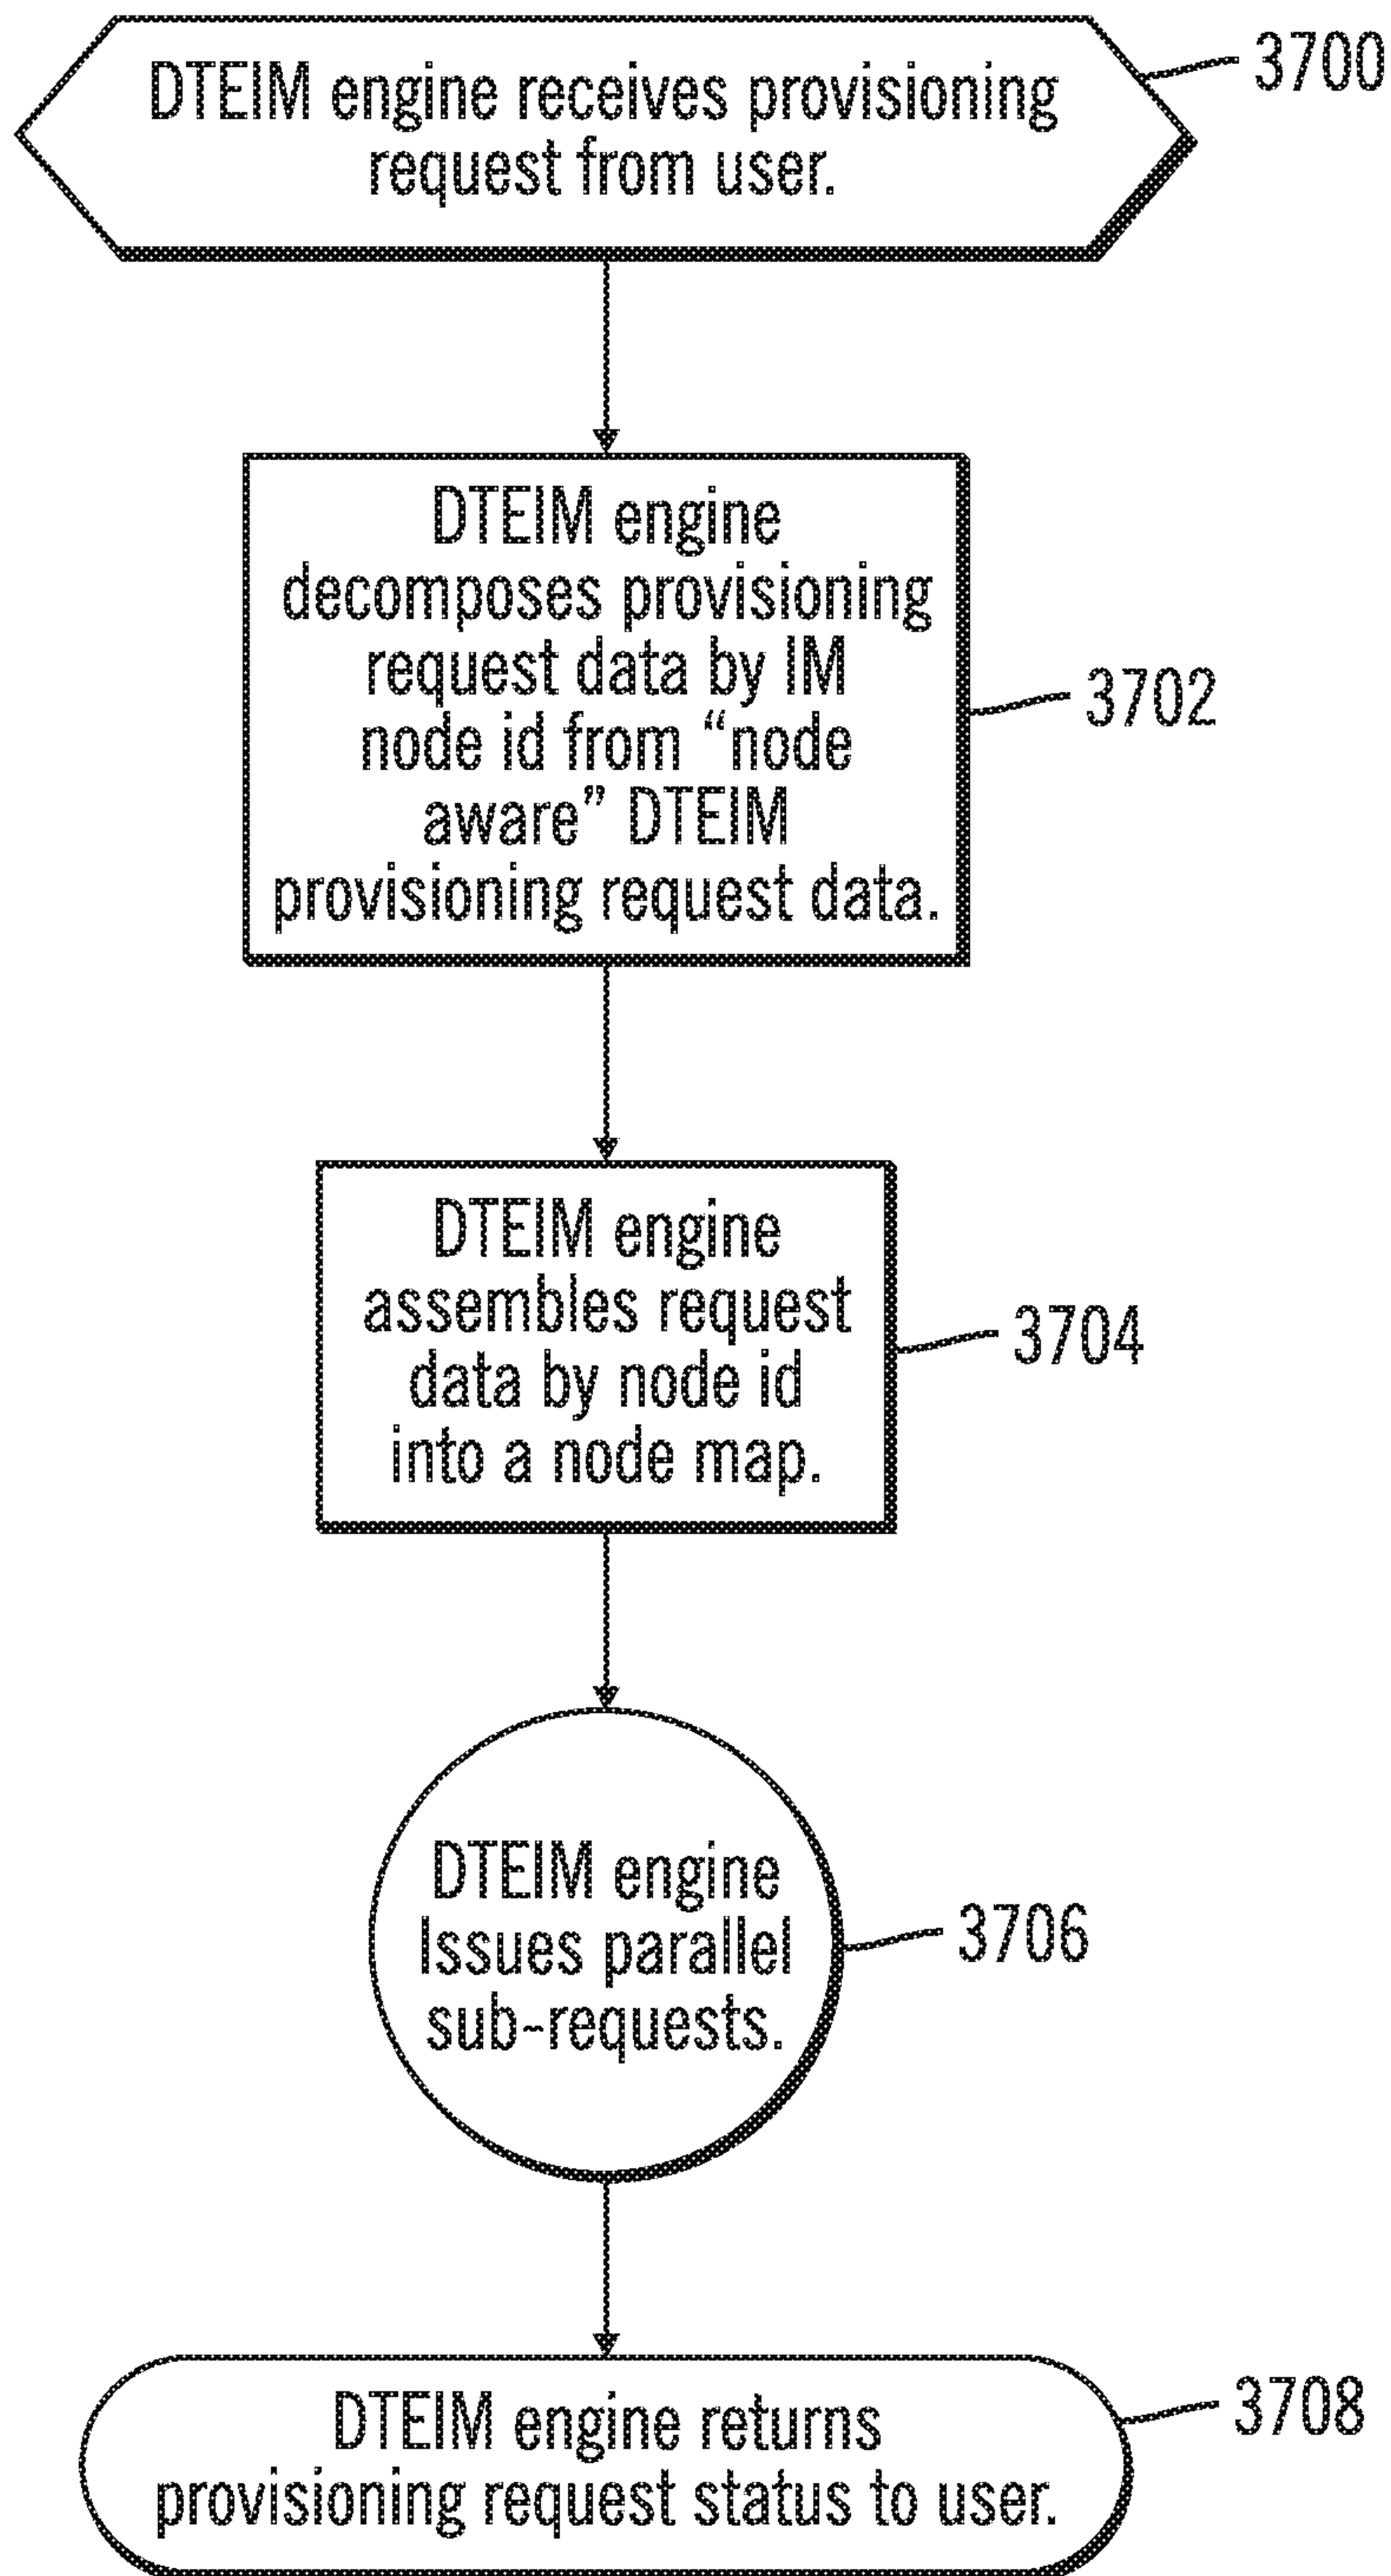 DTEIM engine receives provisioning
request from user.
3700
DTEIM engine
decomposes provisioning
request data by IM
node id from “node
aware” DTEIM
provisioning request data.
3702
DTEIM engine
assembles request
data by node id
into a node map.
3704
DTEIM engine
Issues parallel
sub-requests.
3706
DTEIM engine returns
provisioning request status to user.
3708